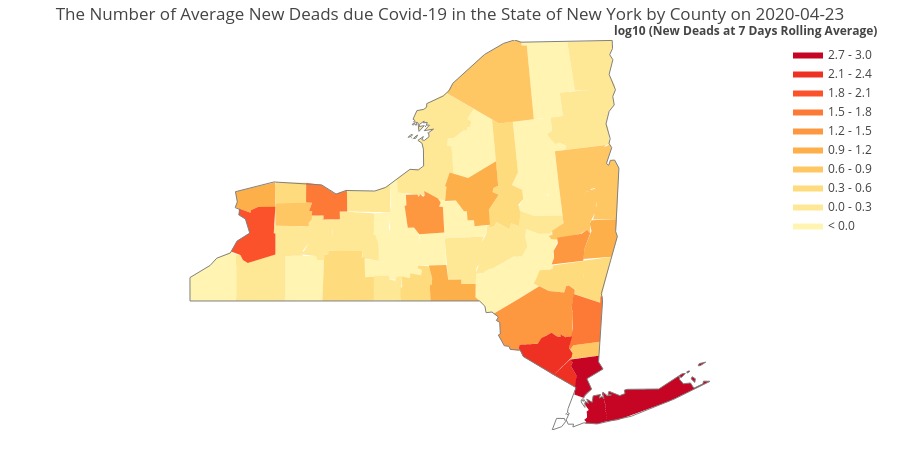 The Number of Average New Deads due Covid-19 in the State of New York by County on 2020-04-23
log10 (New Deads at 7 Days Rolling Average)
2.7 - 3.0
2.1 - 2.4
1.8 - 2.1
1.5 - 1.8
1.2 - 1.5
0.9 - 1.2
0.6 - 0.9
0.3 - 0.6
0.0 - 0.3
< 0.0